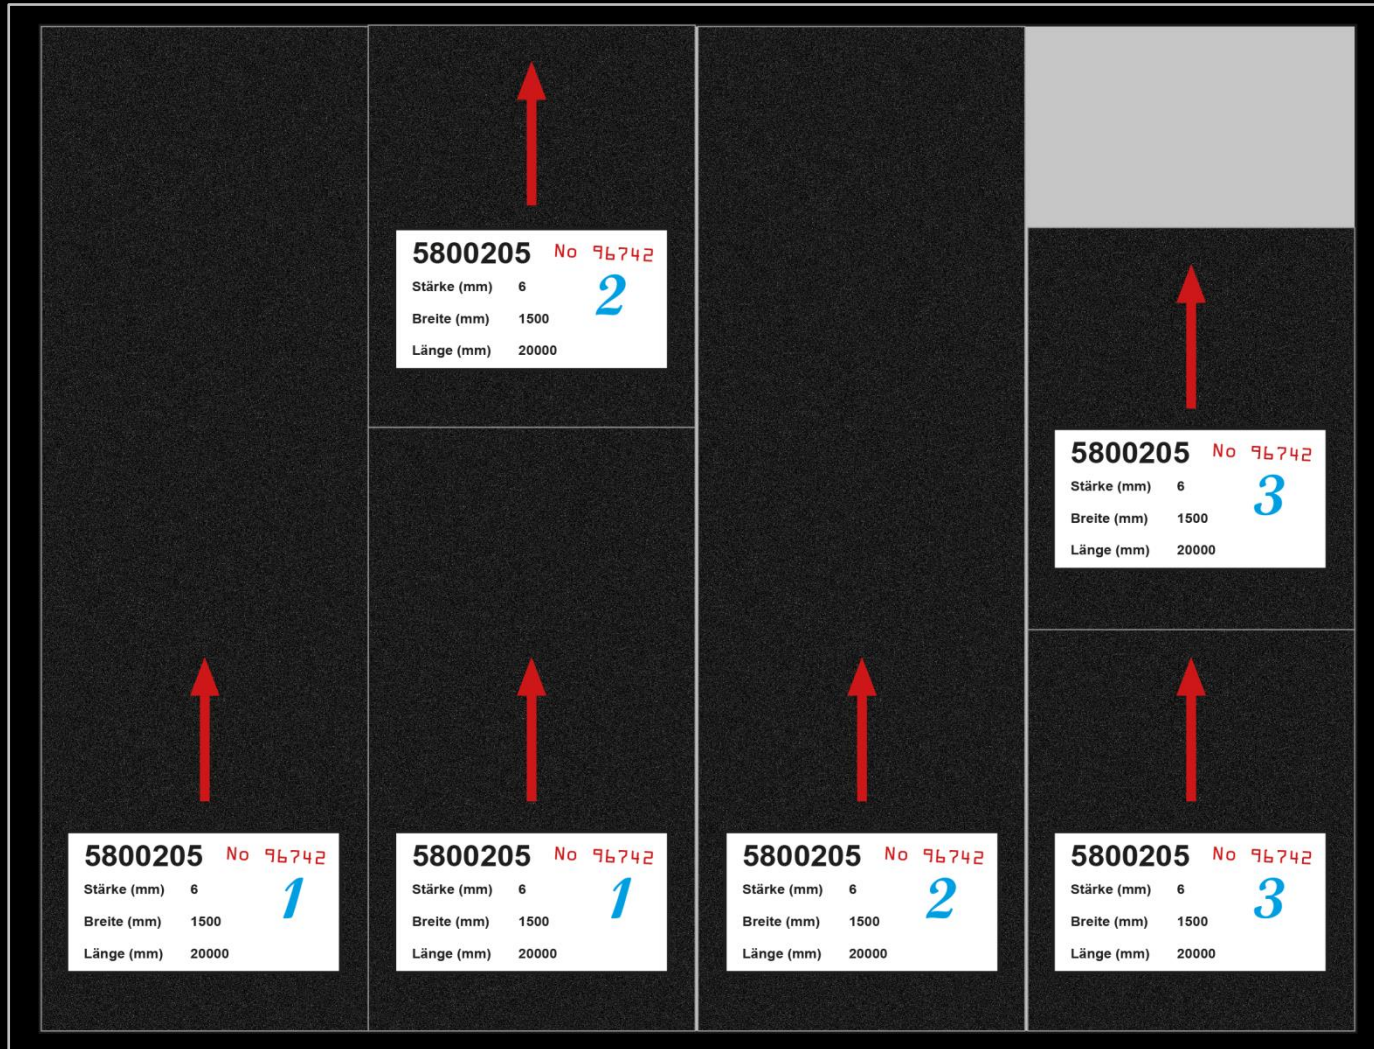 5800205 No 96742
Stärke (mm) 6 2
Breite (mm) 1500
Länge (mm) 20000
5800205 No 96742
Stärke (mm) 6 3
Breite (mm) 1500
Länge (mm) 20000
5800205 No 96742
Stärke (mm) 6 1
Breite (mm) 1500
Länge (mm) 20000
5800205 No 96742
Stärke (mm) 6 1
Breite (mm) 1500
Länge (mm) 20000
5800205 No 96742
Stärke (mm) 6 2
Breite (mm) 1500
Länge (mm) 20000
5800205 No 96742
Stärke (mm) 6 3
Breite (mm) 1500
Länge (mm) 20000